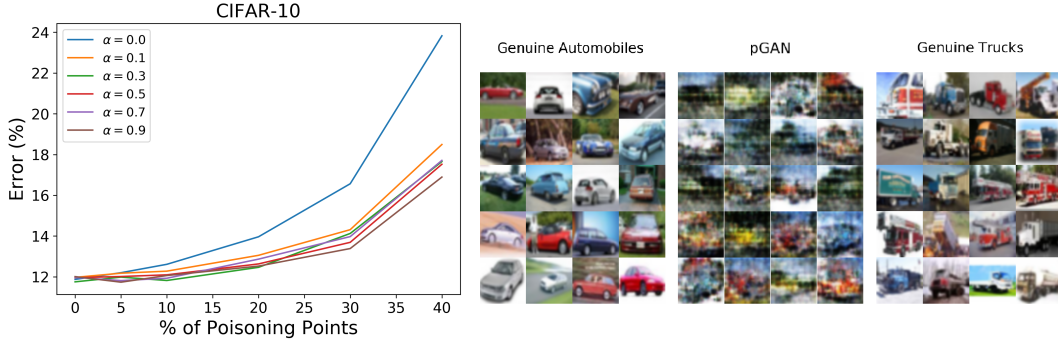 CIFAR-10
Error (%)
24
22
20
18
16
14
12
α = 0.0
α = 0.1
α = 0.3
α = 0.5
α = 0.7
α = 0.9
0 5 10 15 20 25 30 35 40
% of Poisoning Points
Genuine Automobiles
pGAN
Genuine Trucks